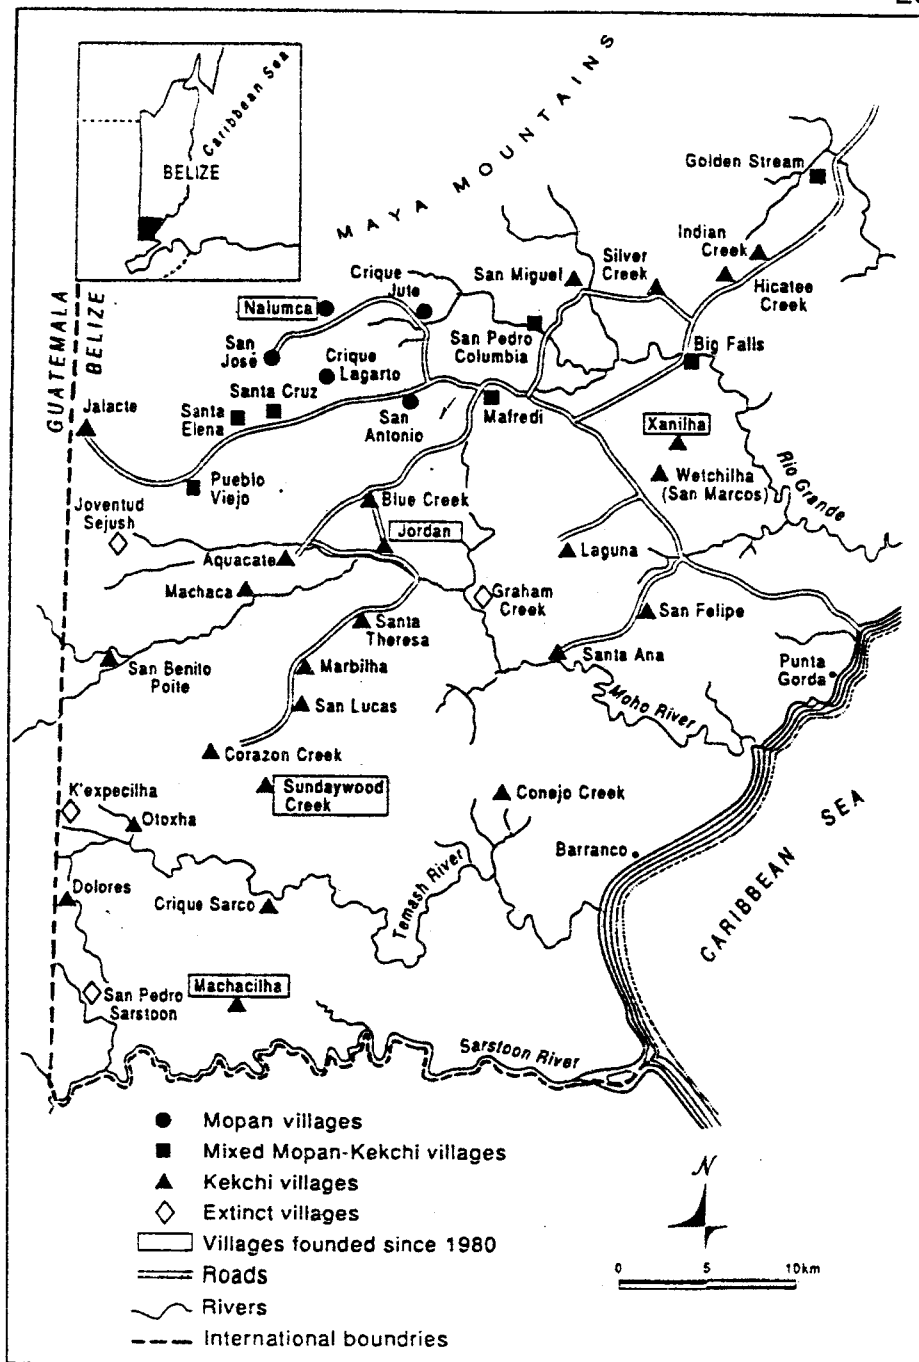 MAYA MOUNTAINS
Caribbean Sea
BELIZE
GUATEMALA
BELIZE
Golden Stream
Indian
Creek
Hicatee
Creek
Silver
Creek
San Miguel
Crique
Jute
Nalumca
San
José
Crique
Lagarto
San Pedro
Columbia
Big Falls
Santa Cruz
Santa
Elena
Jalacte
San
Antonio
Mafredi
Xanilha
Wetchilha
(San Marcos)
Rio Grande
Pueblo
Viejo
Joventud
Sejush
Blue Creek
Jordan
Aguacate
Laguna
Machaca
Graham
Creek
San Felipe
Santa
Theresa
San Benito
Poite
Marbilha
Santa Ana
Punta
Gorda
Moho River
San Lucas
Corazon Creek
Sundaywood
Creek
K'expecilha
Otoxha
Conejo Creek
Barranco
CARIBBEAN SEA
Dolores
Crique Sarco
Temash River
San Pedro
Sarstoon
Machacilha
Sarstoon River
Mopan villages
Mixed Mopan-Kekchi villages
Kekchi villages
Extinct villages
Villages founded since 1980
Roads
Rivers
International boundries
N
0 5 10km